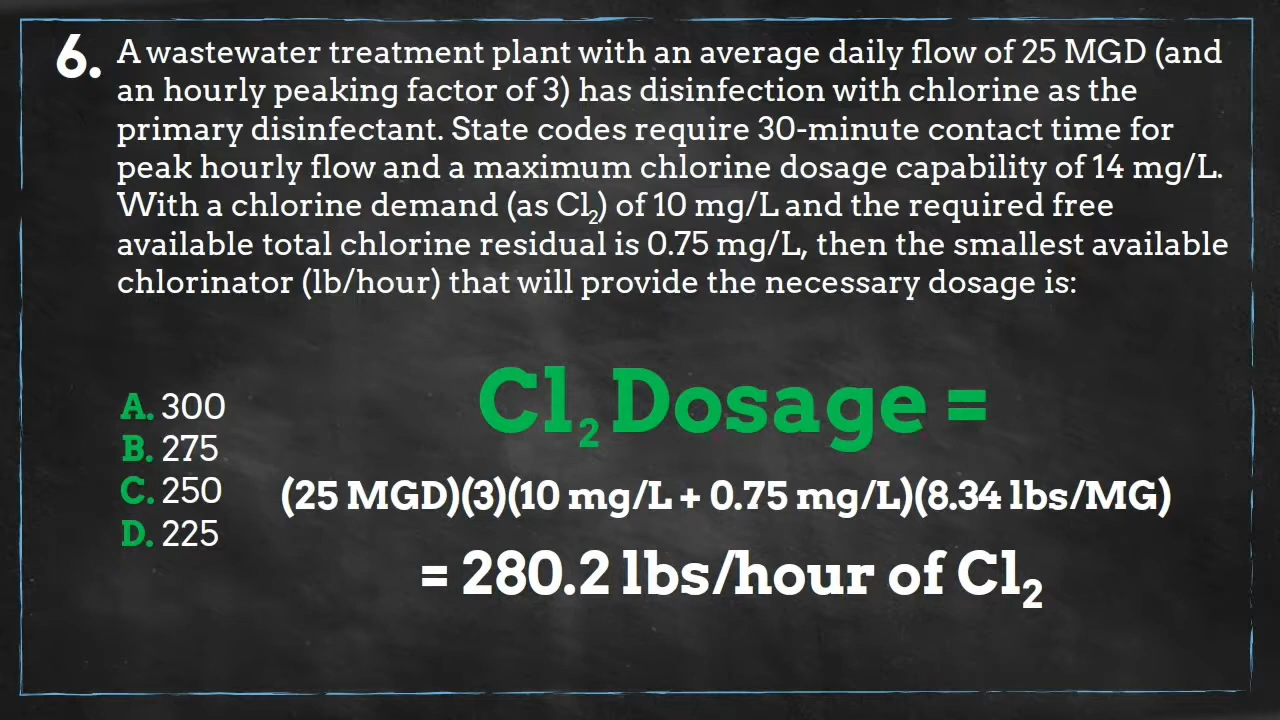 6. A wastewater treatment plant with an average daily flow of 25 MGD (and
an hourly peaking factor of 3) has disinfection with chlorine as the
primary disinfectant. State codes require 30-minute contact time for
peak hourly flow and a maximum chlorine dosage capability of 14 mg/L.
With a chlorine demand (as Cl₂) of 10 mg/L and the required free
available total chlorine residual is 0.75 mg/L, then the smallest available
chlorinator (lb/hour) that will provide the necessary dosage is:
A. 300
B. 275
C. 250
D. 225
Cl₂ Dosage =
(25 MGD)(3)(10 mg/L + 0.75 mg/L)(8.34 lbs/MG)
= 280.2 lbs/hour of Cl₂